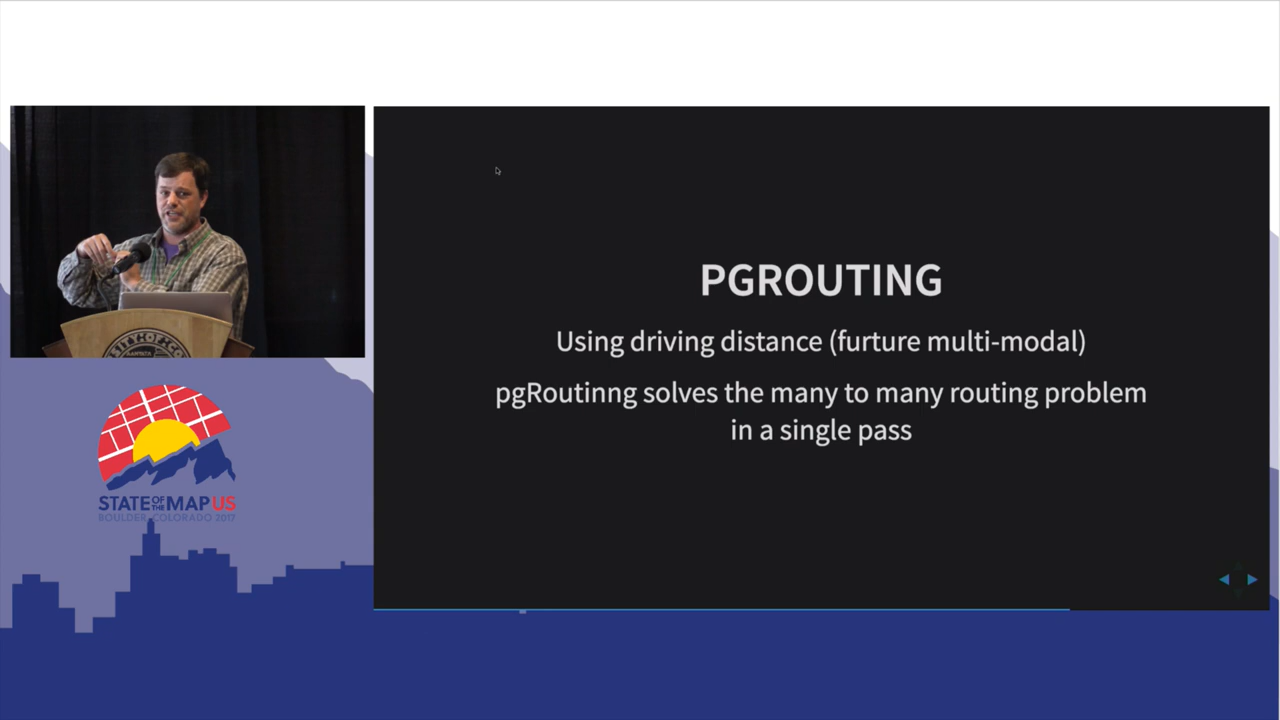 PGROUTING
Using driving distance (furture multi-modal)
pgRoutinng solves the many to many routing problem
in a single pass
STATE OF THE MAP US
BOULDER, COLORADO 2017